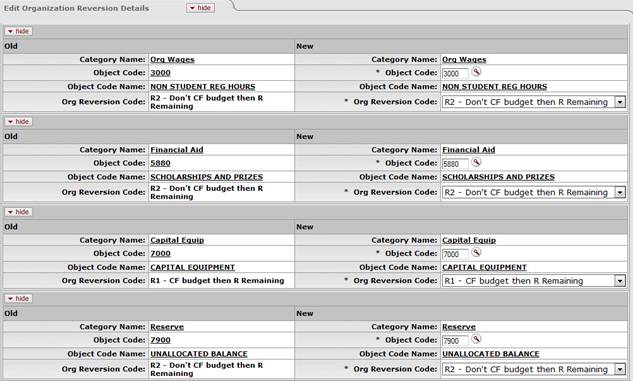 Edit Organization Reversion Details hide
hide
Old New
Category Name: Org Wages Category Name: Org Wages
Object Code: 3000 * Object Code: 3000
Object Code Name: NON STUDENT REG HOURS Object Code Name: NON STUDENT REG HOURS
Org Reversion Code: R2 - Don't CF budget then R Remaining * Org Reversion Code: R2 - Don't CF budget then R Remaining
hide
Old New
Category Name: Financial Aid Category Name: Financial Aid
Object Code: 5880 * Object Code: 5880
Object Code Name: SCHOLARSHIPS AND PRIZES Object Code Name: SCHOLARSHIPS AND PRIZES
Org Reversion Code: R2 - Don't CF budget then R Remaining * Org Reversion Code: R2 - Don't CF budget then R Remaining
hide
Old New
Category Name: Capital Equip Category Name: Capital Equip
Object Code: 7000 * Object Code: 7000
Object Code Name: CAPITAL EQUIPMENT Object Code Name: CAPITAL EQUIPMENT
Org Reversion Code: R1 - CF budget then R Remaining * Org Reversion Code: R1 - CF budget then R Remaining
hide
Old New
Category Name: Reserve Category Name: Reserve
Object Code: 7900 * Object Code: 7900
Object Code Name: UNALLOCATED BALANCE Object Code Name: UNALLOCATED BALANCE
Org Reversion Code: R2 - Don't CF budget then R Remaining * Org Reversion Code: R2 - Don't CF budget then R Remaining